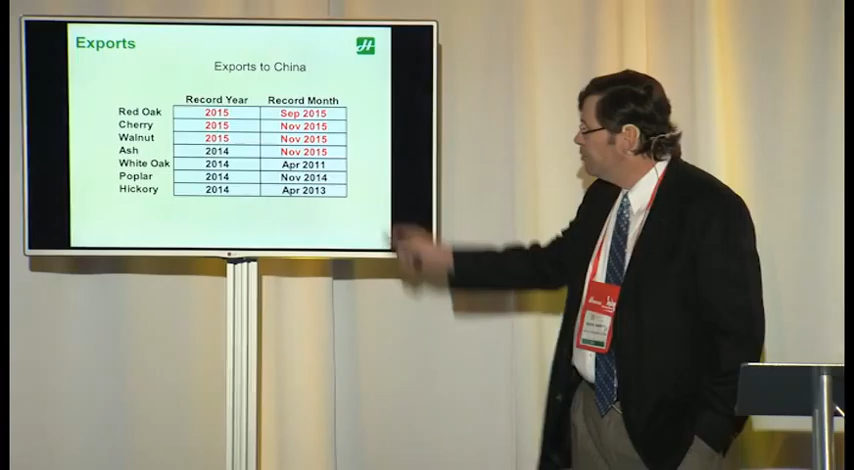 Exports
H
Exports to China
Record Year Record Month
Red Oak 2015 Sep 2015
Cherry 2015 Nov 2015
Walnut 2015 Nov 2015
Ash 2014 Nov 2015
White Oak 2014 Apr 2011
Poplar 2014 Nov 2014
Hickory 2014 Apr 2013